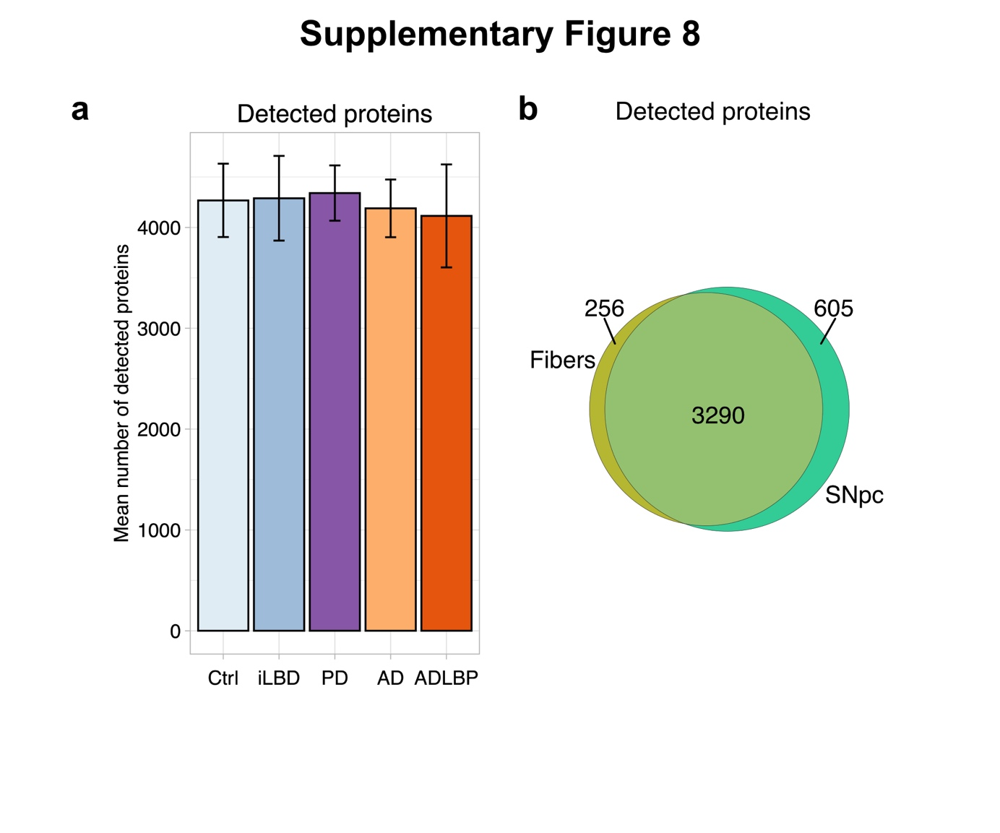 Supplementary Figure 8
a
Detected proteins
Mean number of detected proteins
4000
3000
2000
1000
0
Ctrl iLBD PD AD ADLBP
b
Detected proteins
256
605
Fibers
3290
SNpc